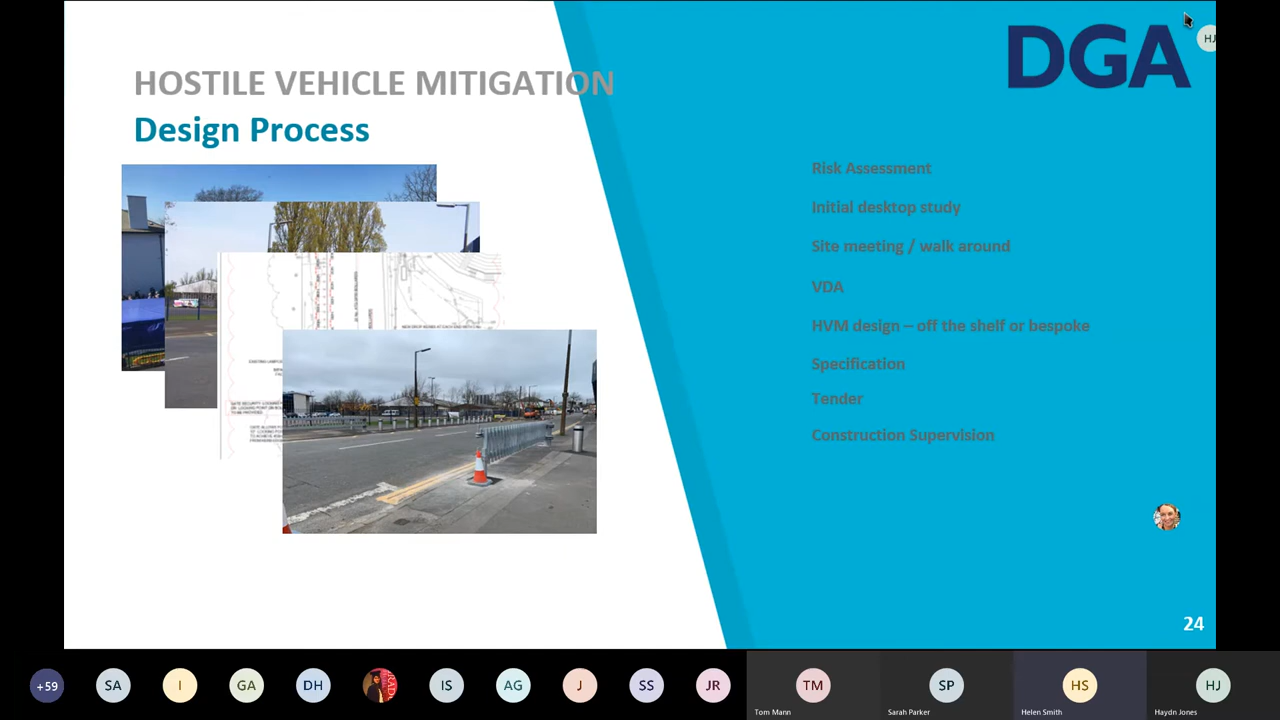 HOSTILE VEHICLE MITIGATION
DGA
HJ
Design Process
Risk Assessment
Initial desktop study
Site meeting / walk around
VDA
HVM design – off the shelf or bespoke
Specification
Tender
Construction Supervision
24
+59
SA
I
GA
DH
IS
AG
J
SS
JR
TM
Tom Mann
SP
Sarah Parker
HS
Helen Smith
HJ
Haydn Jones